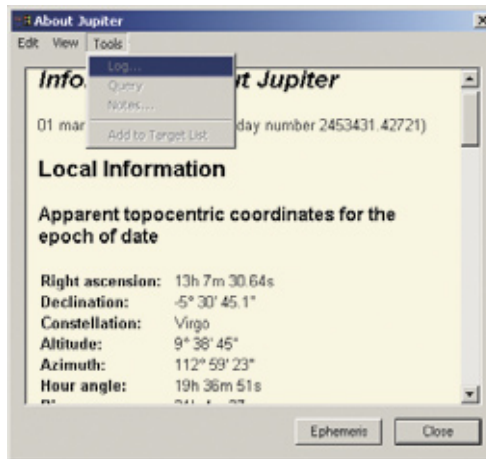 About Jupiter
Edit View Tools
Log...
Query
Notes...
Add to Target List
Info t Jupiter
01 mar day number 2453431.42721)
Local Information
Apparent topocentric coordinates for the
epoch of date
Right ascension: 13h 7m 30.64s
Declination: -5° 30' 45.1"
Constellation: Virgo
Altitude: 9° 38' 45"
Azimuth: 112° 59' 23"
Hour angle: 19h 36m 51s
Ephemeris Close